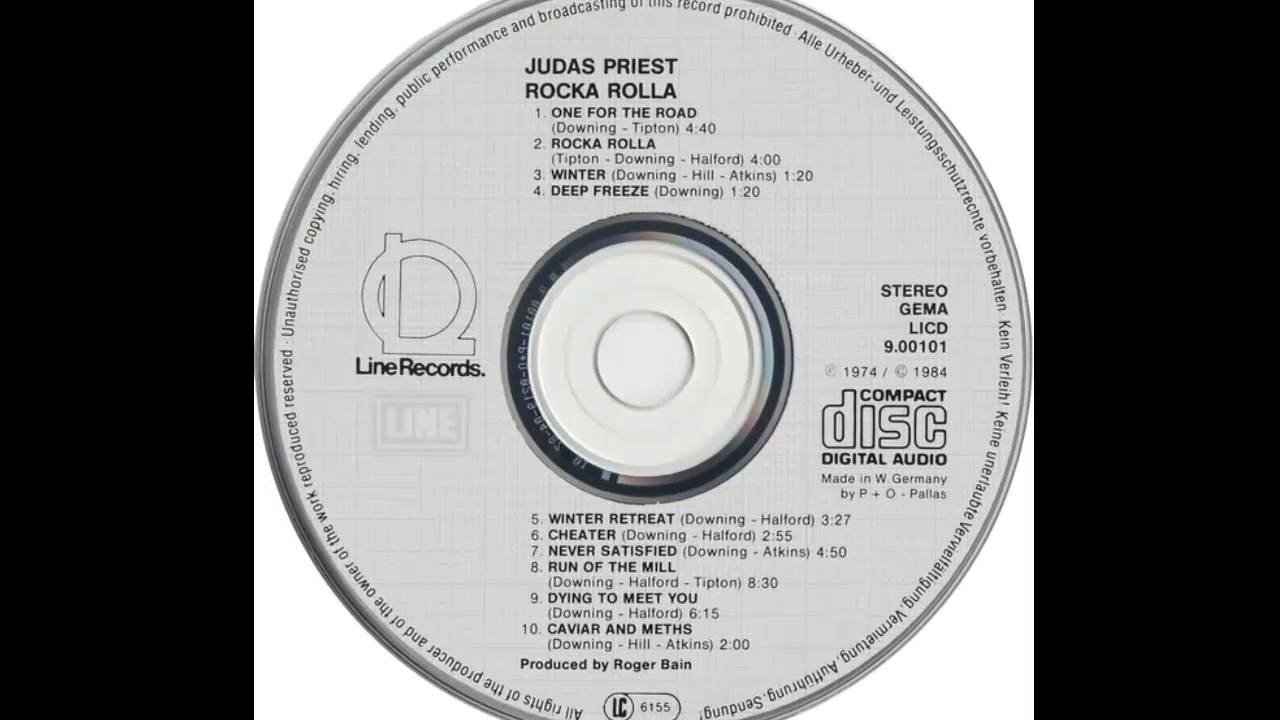 JUDAS PRIEST
ROCKA ROLLA
1. ONE FOR THE ROAD
(Downing - Tipton) 4:40
2. ROCKA ROLLA
(Tipton - Downing - Halford) 4:00
3. WINTER (Downing - Hill - Atkins) 1:20
4. DEEP FREEZE (Downing) 1:20
Line Records.
LINE
STEREO
GEMA
LICD
9.00101
℗ 1974 / © 1984
COMPACT
disc
DIGITAL AUDIO
Made in W. Germany
by P + O - Pallas
5. WINTER RETREAT (Downing - Halford) 3:27
6. CHEATER (Downing - Halford) 2:55
7. NEVER SATISFIED (Downing - Atkins) 4:50
8. RUN OF THE MILL
(Downing - Halford - Tipton) 8:30
9. DYING TO MEET YOU
(Downing - Halford) 6:15
10. CAVIAR AND METHS
(Downing - Hill - Atkins) 2:00
Produced by Roger Bain
LC 6155
All rights of the producer and of the owner of the work reproduced reserved · Unauthorised copying, hiring, lending, public performance and broadcasting of this record prohibited · Alle Urheber-und Leistungsschutzrechte vorbehalten · Kein Verleih! Keine unerlaubte Vervielfältigung, Vermietung, Aufführung, Sendung!